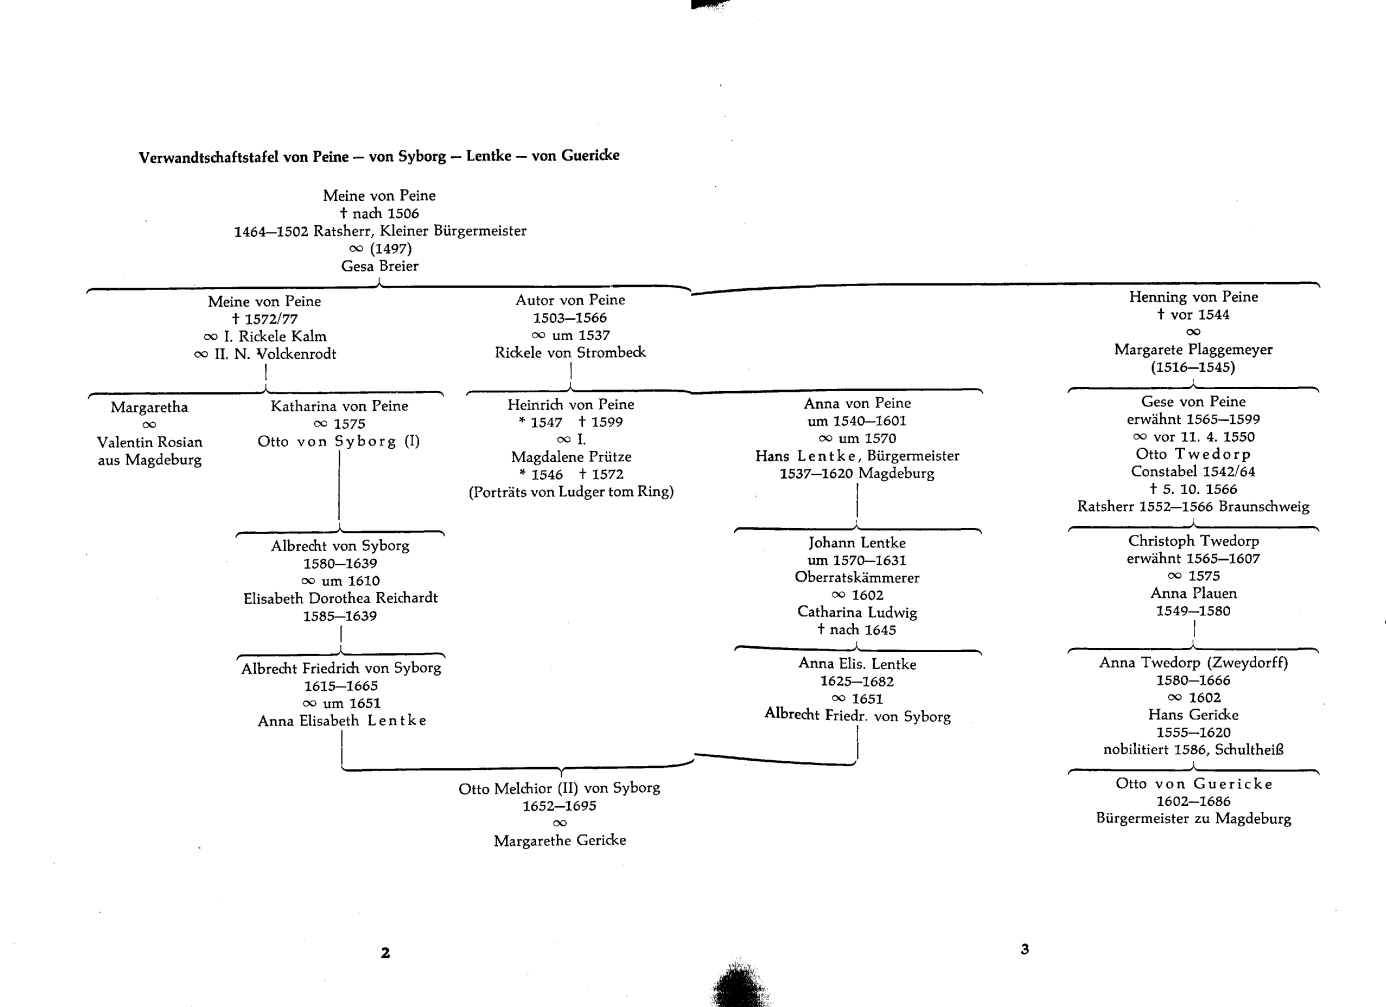 Verwandtschaftstafel von Peine — von Syborg — Lentke — von Guericke
Meine von Peine
† nach 1506
1464—1502 Ratsherr, Kleiner Bürgermeister
∞ (1497)
Gesa Breier
Meine von Peine
† 1572/77
∞ I. Rickele Kalm
∞ II. N. Volckenrodt
Autor von Peine
1503—1566
∞ um 1537
Rickele von Strombeck
Henning von Peine
† vor 1544
∞
Margarete Plaggemeyer
(1516—1545)
Margaretha
∞
Valentin Rosian
aus Magdeburg
Katharina von Peine
∞ 1575
Otto von Syborg (I)
Heinrich von Peine
* 1547 † 1599
∞ I.
Magdalene Prütze
* 1546 † 1572
(Porträts von Ludger tom Ring)
Anna von Peine
um 1540—1601
∞ um 1570
Hans Lentke, Bürgermeister
1537—1620 Magdeburg
Gese von Peine
erwähnt 1565—1599
∞ vor 11. 4. 1550
Otto Twedorp
Constabel 1542/64
† 5. 10. 1566
Ratsherr 1552—1566 Braunschweig
Albrecht von Syborg
1580—1639
∞ um 1610
Elisabeth Dorothea Reichardt
1585—1639
Johann Lentke
um 1570—1631
Oberratskämmerer
∞ 1602
Catharina Ludwig
† nach 1645
Christoph Twedorp
erwähnt 1565—1607
∞ 1575
Anna Plauen
1549—1580
Albrecht Friedrich von Syborg
1615—1665
∞ um 1651
Anna Elisabeth Lentke
Anna Elis. Lentke
1625—1682
∞ 1651
Albrecht Friedr. von Syborg
Anna Twedorp (Zweydorff)
1580—1666
∞ 1602
Hans Gericke
1555—1620
nobilitiert 1586, Schultheiß
Otto Melchior (II) von Syborg
1652—1695
∞
Margarethe Gericke
Otto von Guericke
1602—1686
Bürgermeister zu Magdeburg
2
3